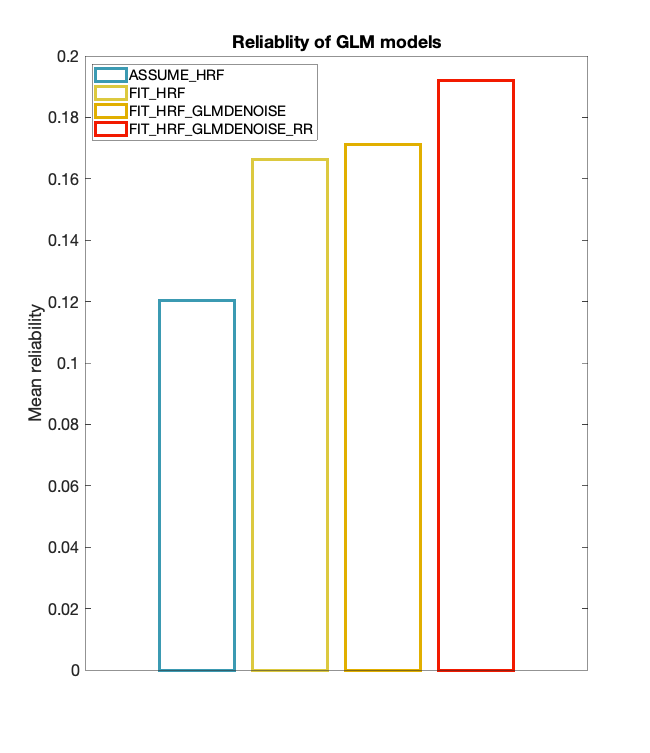 Reliablity of GLM models
ASSUME_HRF
FIT_HRF
FIT_HRF_GLMDENOISE
FIT_HRF_GLMDENOISE_RR
Mean reliability
0.2
0.18
0.16
0.14
0.12
0.1
0.08
0.06
0.04
0.02
0